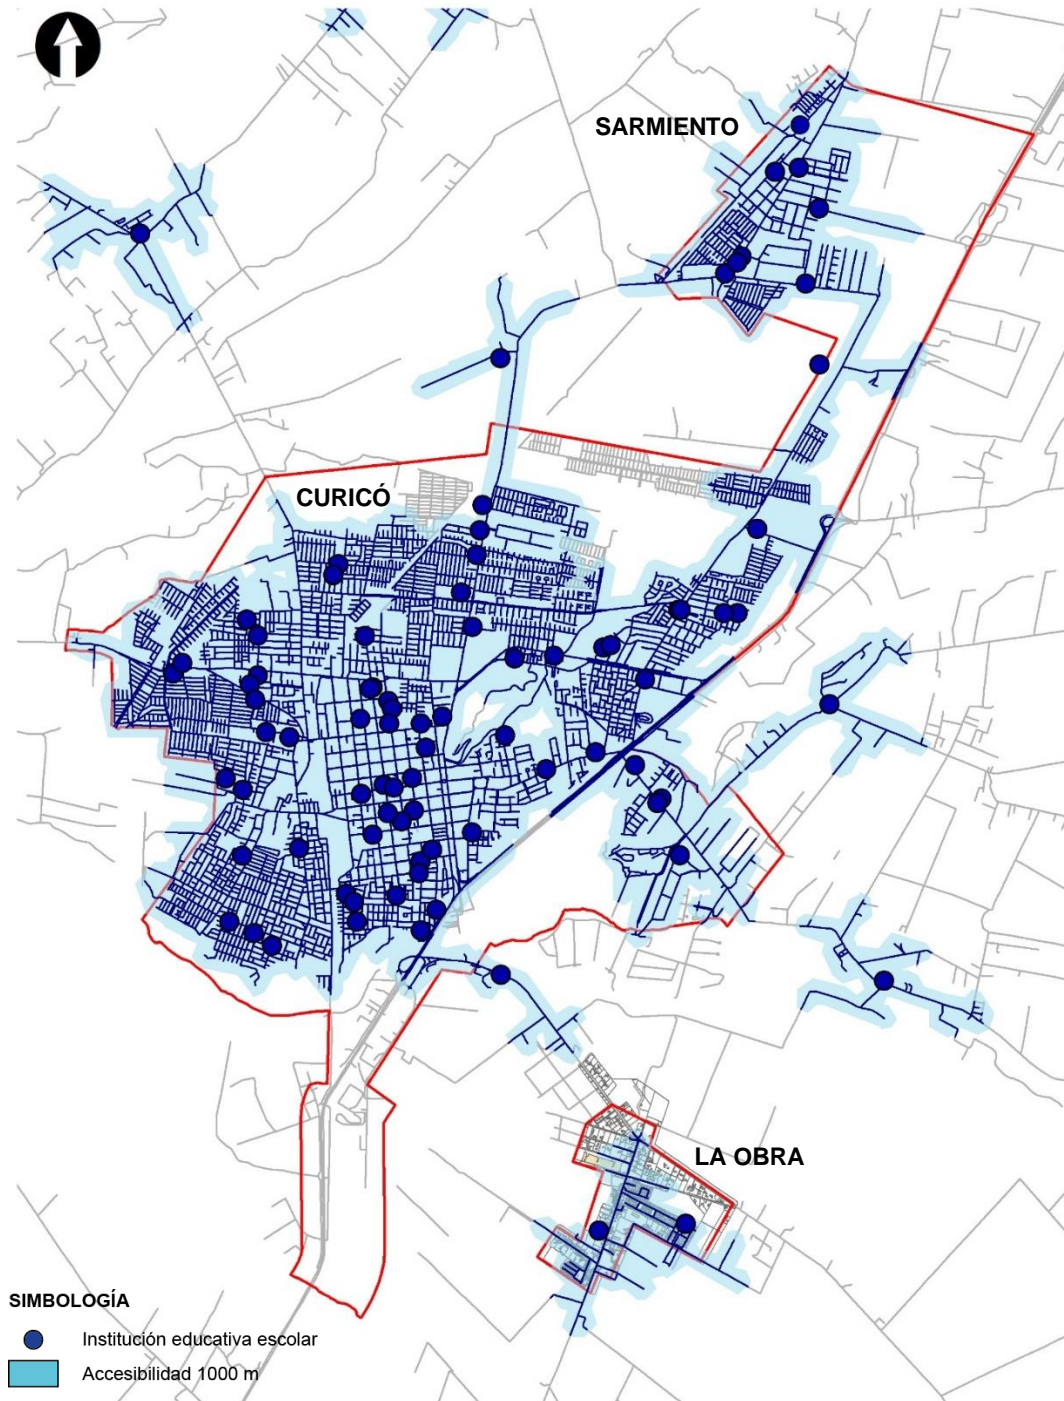 SARMIENTO
CURICÓ
LA OBRA
SIMBOLOGÍA
Institución educativa escolar
Accesibilidad 1000 m